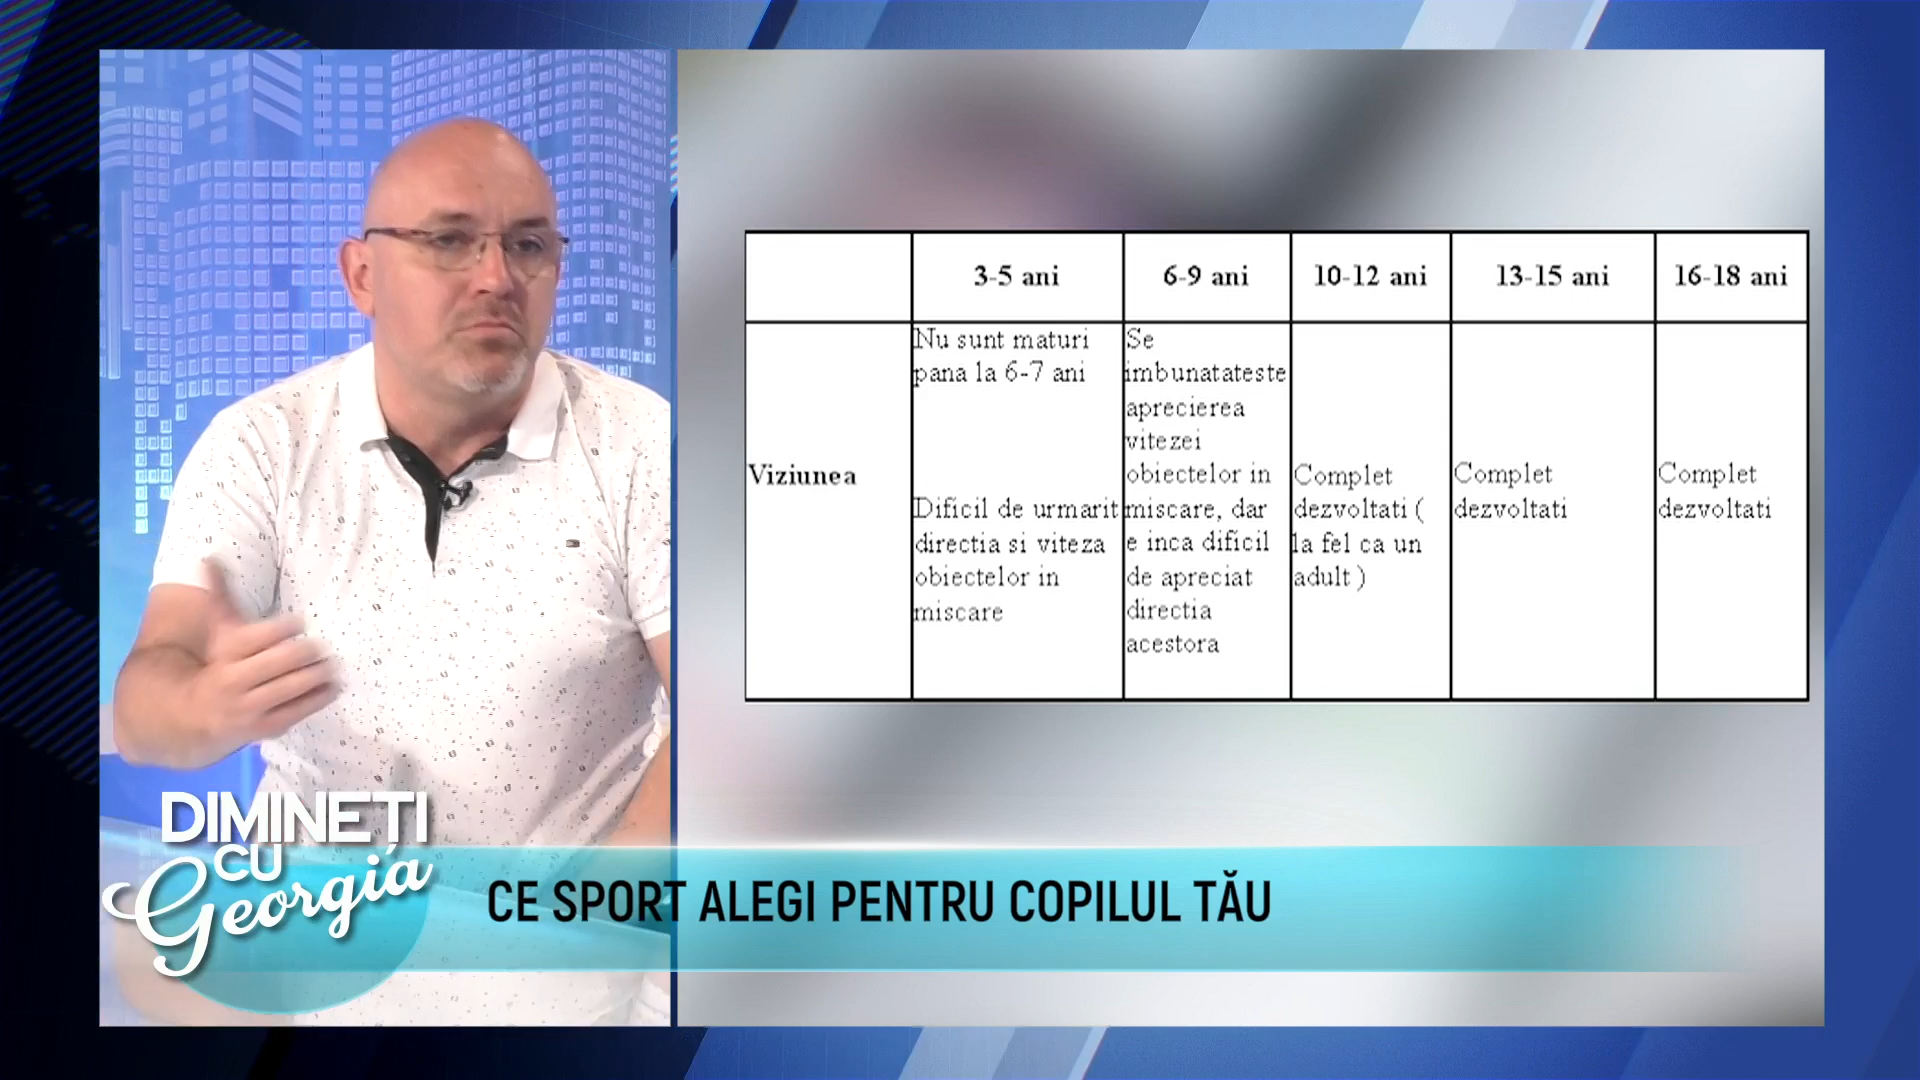 3-5 ani
6-9 ani
10-12 ani
13-15 ani
16-18 ani
Viziunea
Nu sunt maturi
pana la 6-7 ani
Dificil de urmarit
directia si viteza
obiectelor in
miscare
Se
imbunatateste
aprecierea
vitezei
obiectelor in
miscare, dar
e inca dificil
de apreciat
directia
acestora
Complet
dezvoltati (
la fel ca un
adult )
Complet
dezvoltati
Complet
dezvoltati
DIMINEȚI
CU
Georgia
CE SPORT ALEGI PENTRU COPILUL TĂU